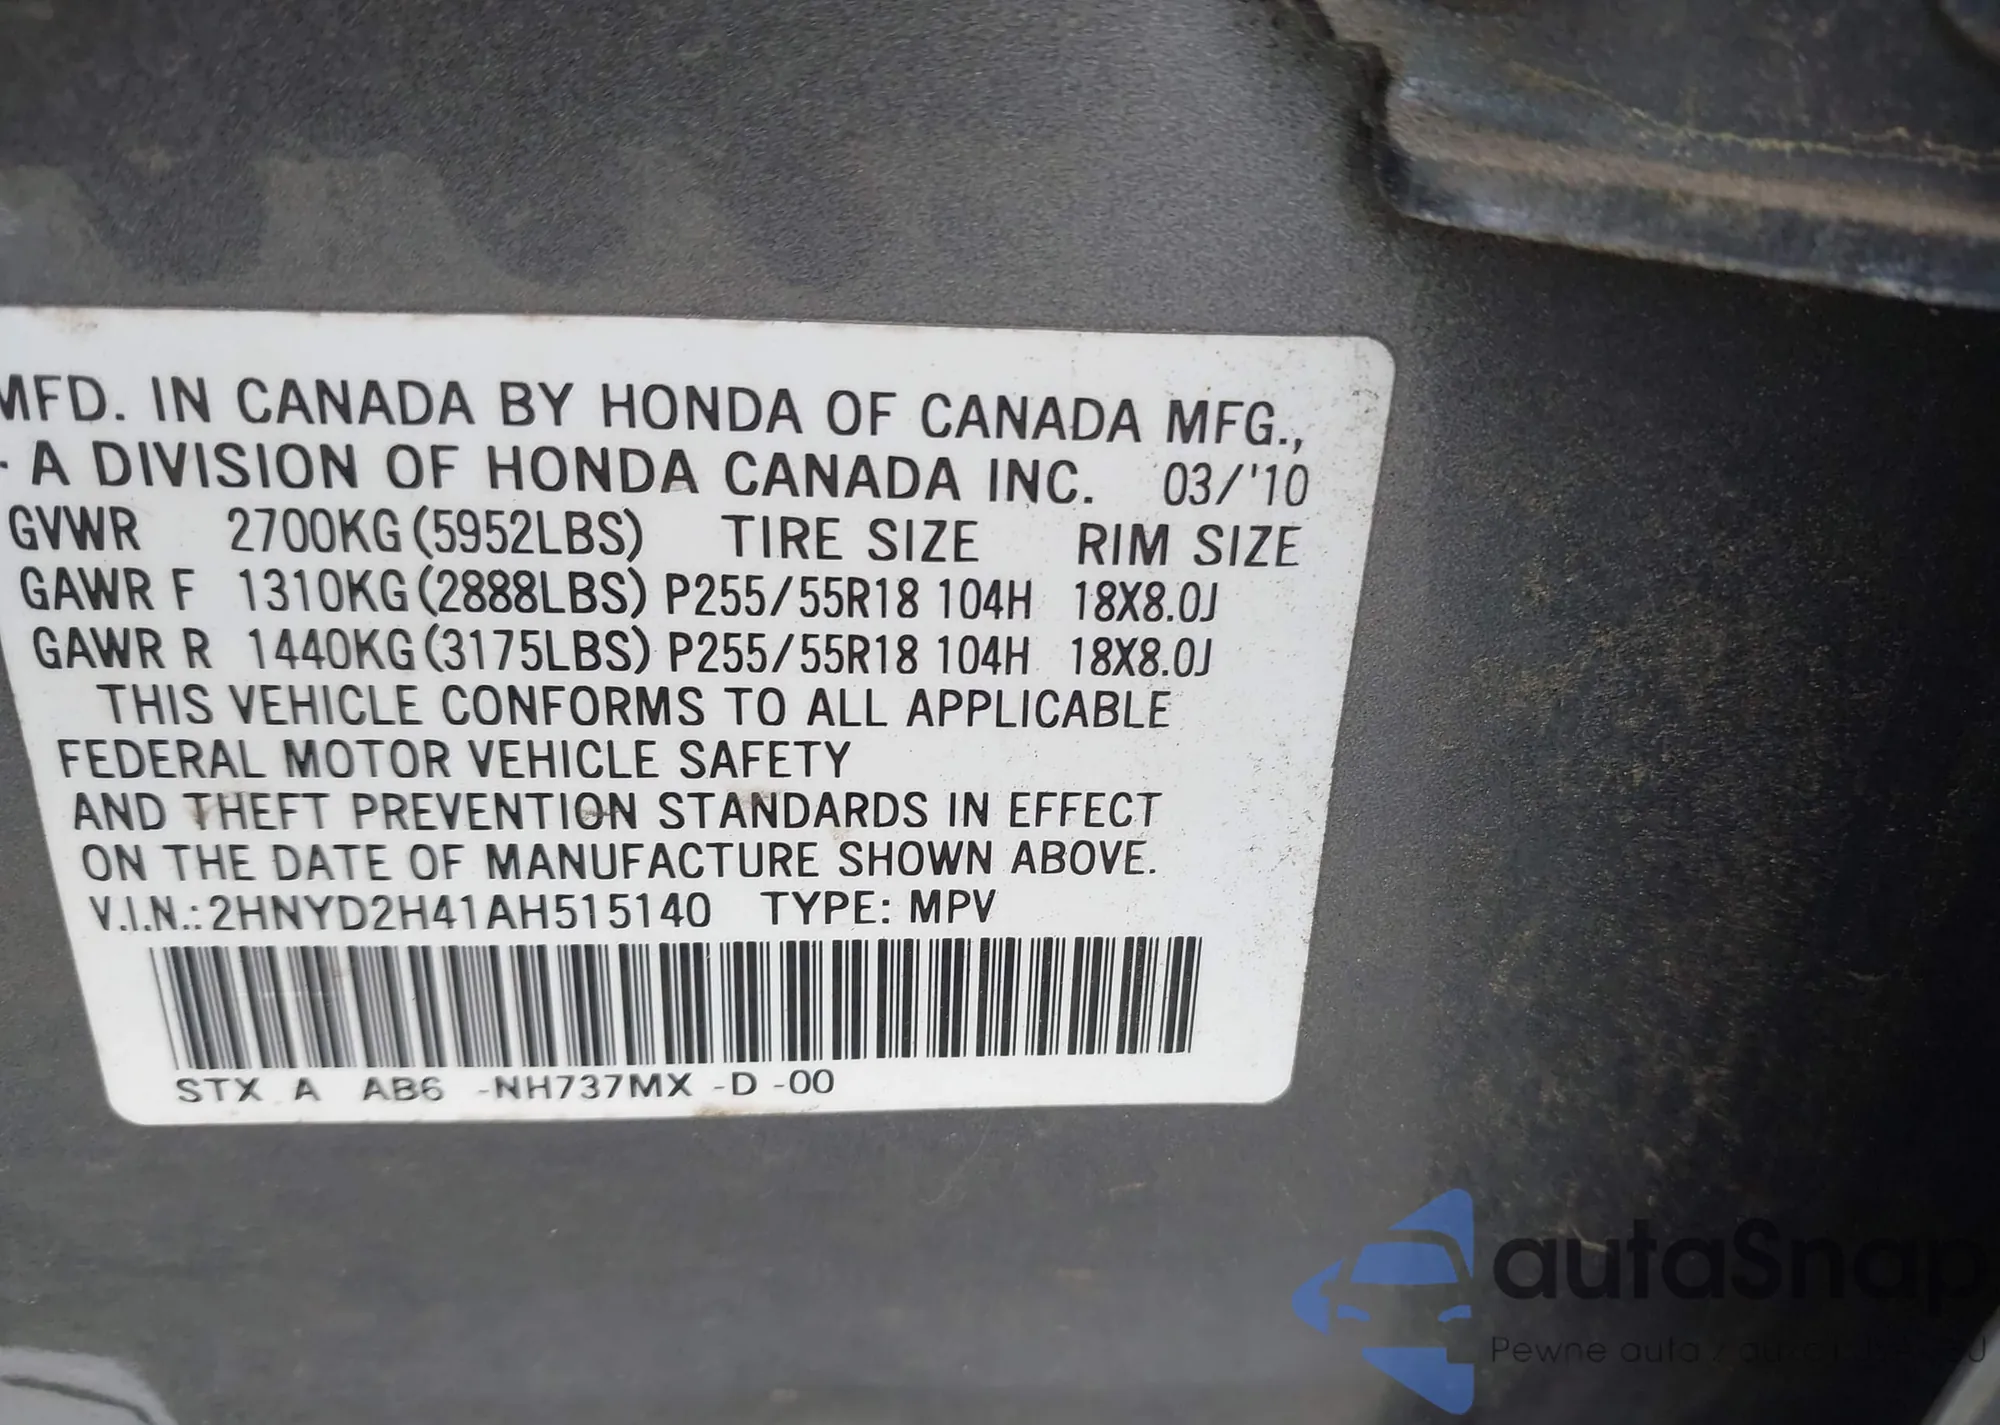 MFD. IN CANADA BY HONDA OF CANADA MFG.,
· A DIVISION OF HONDA CANADA INC. 03/'10
GVWR 2700KG (5952LBS) TIRE SIZE RIM SIZE
GAWR F 1310KG (2888LBS) P255/55R18 104H 18X8.0J
GAWR R 1440KG (3175LBS) P255/55R18 104H 18X8.0J
THIS VEHICLE CONFORMS TO ALL APPLICABLE
FEDERAL MOTOR VEHICLE SAFETY
AND THEFT PREVENTION STANDARDS IN EFFECT
ON THE DATE OF MANUFACTURE SHOWN ABOVE.
V.I.N.: 2HNYD2H41AH515140 TYPE: MPV
STX A AB6 -NH737MX -D -00
autaSnap
Pewne auta z